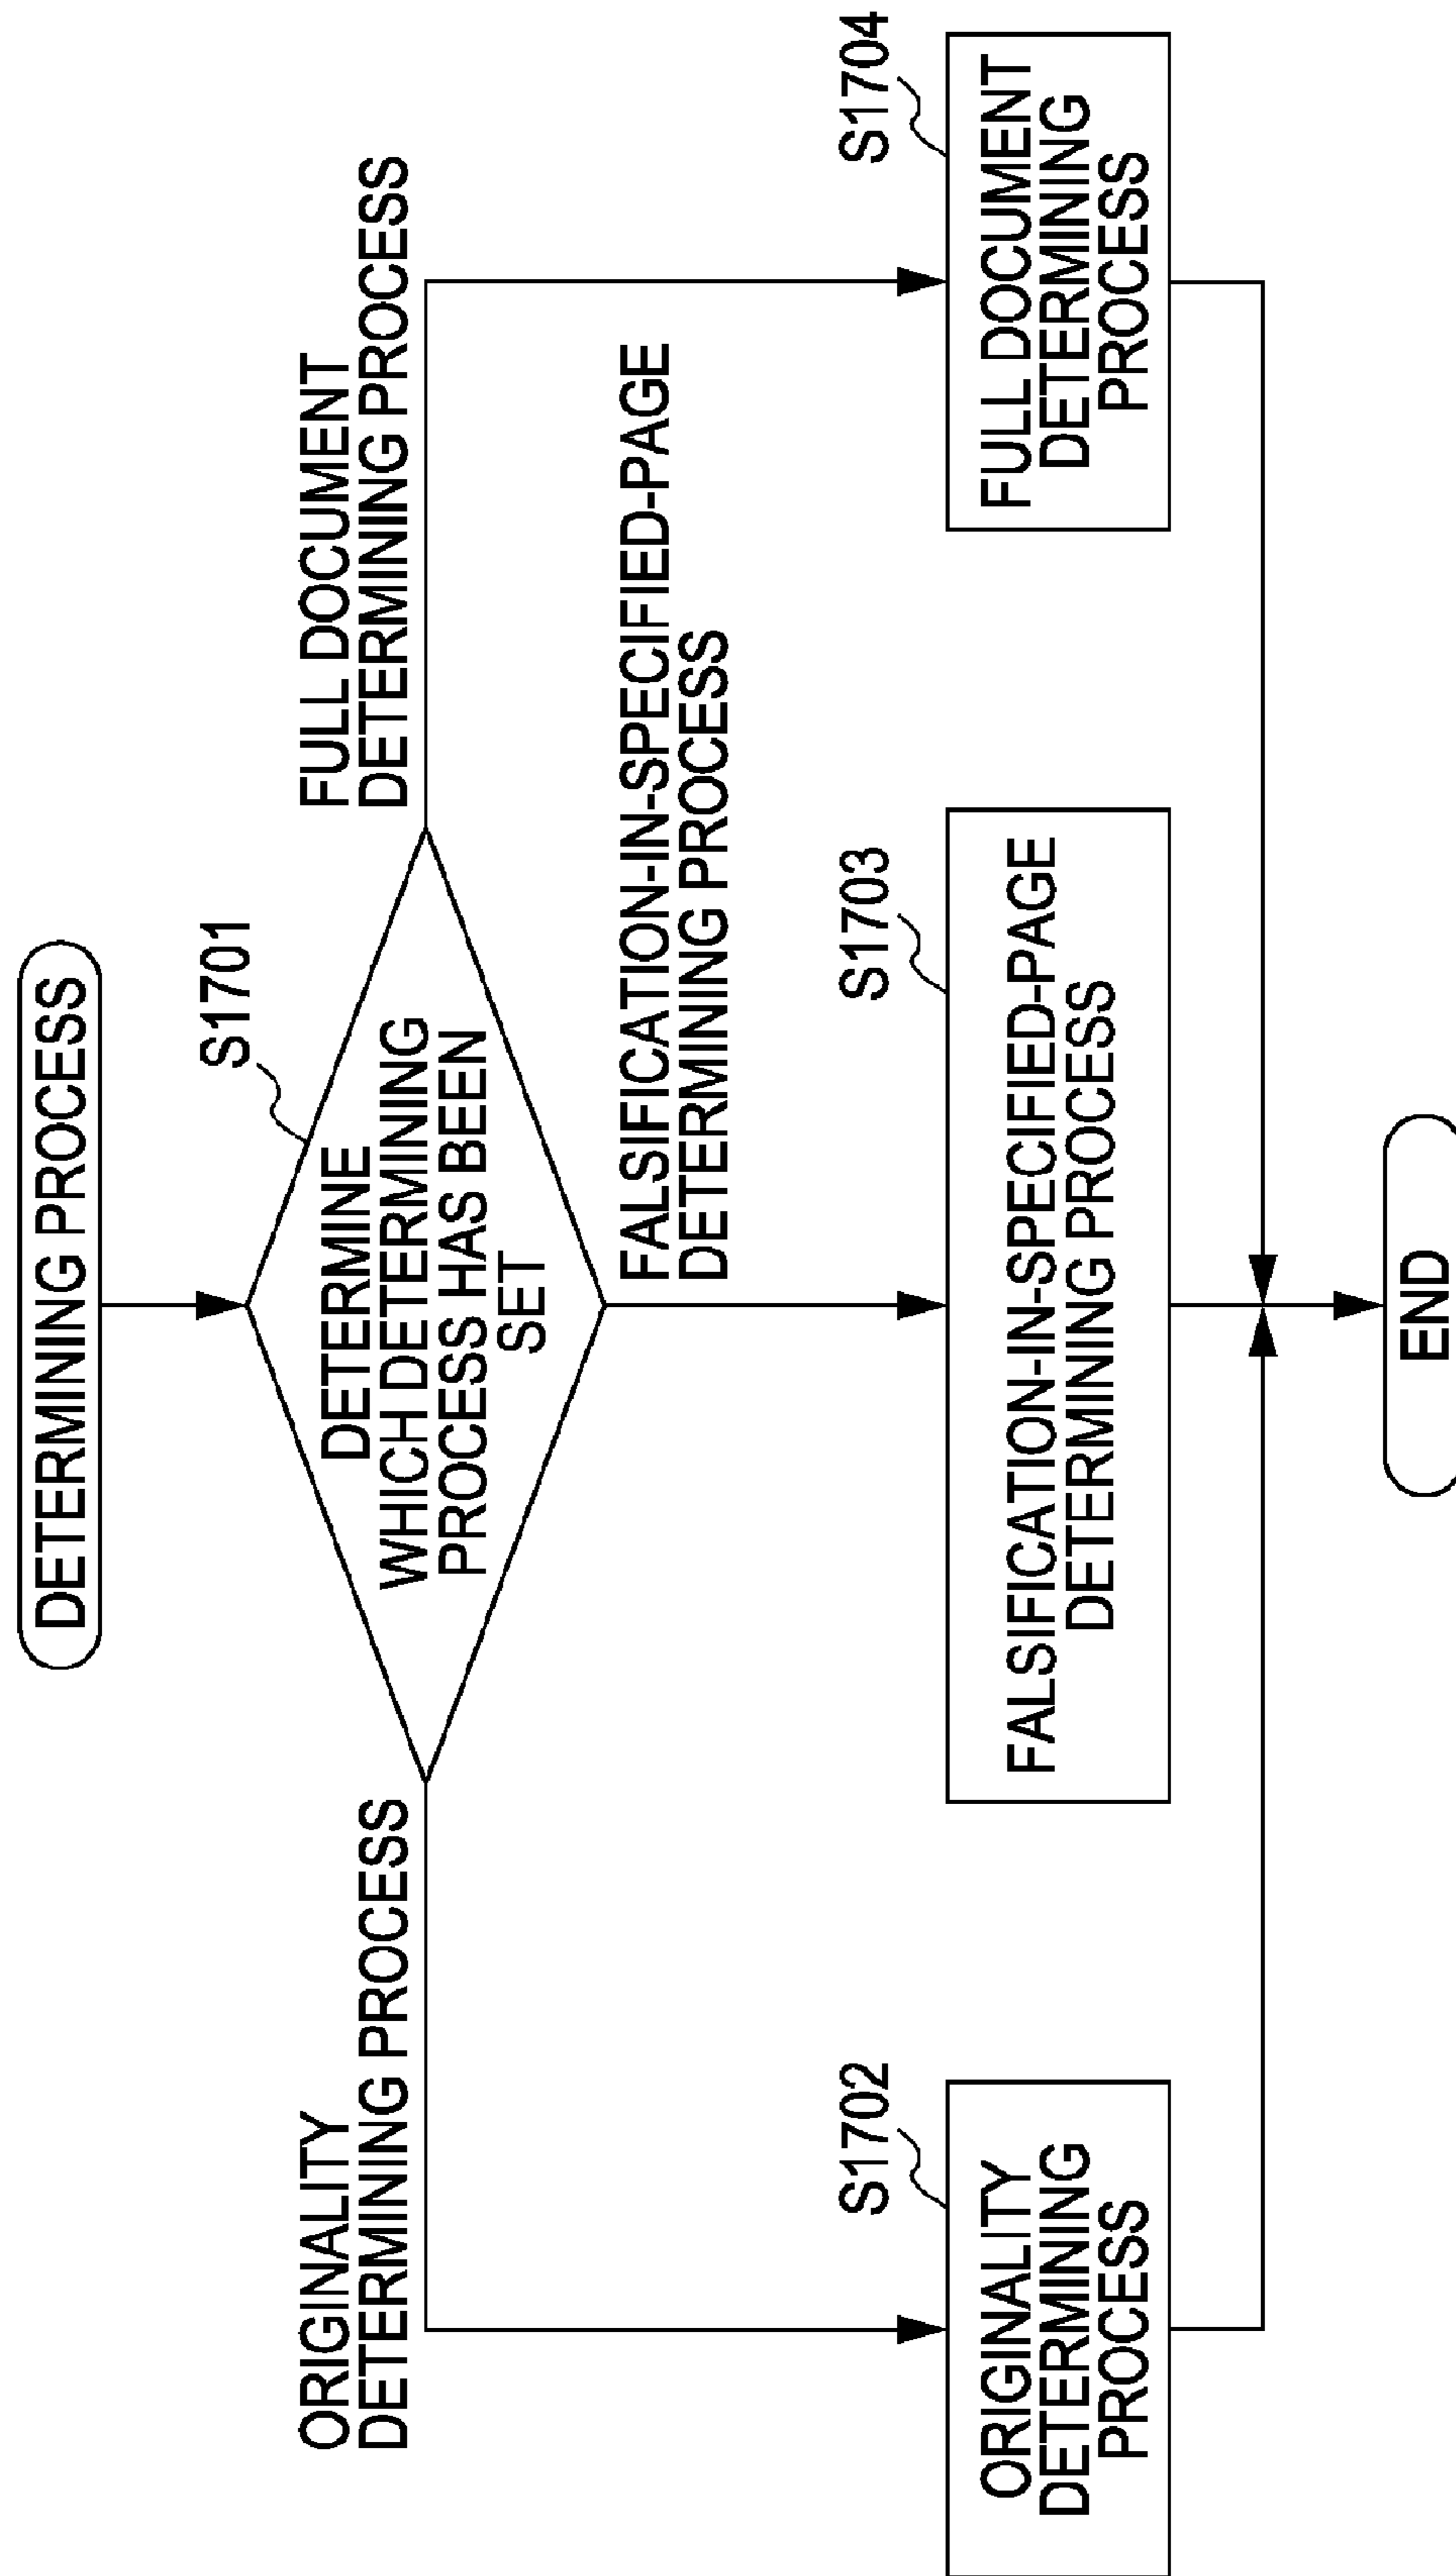 DETERMINING PROCESS
S1701
DETERMINE
WHICH DETERMINING
PROCESS HAS BEEN
SET
ORIGINALITY
DETERMINING PROCESS
FULL DOCUMENT
DETERMINING PROCESS
FALSIFICATION-IN-SPECIFIED-PAGE
DETERMINING PROCESS
S1702
ORIGINALITY
DETERMINING
PROCESS
S1703
FALSIFICATION-IN-SPECIFIED-PAGE
DETERMINING PROCESS
S1704
FULL DOCUMENT
DETERMINING
PROCESS
END